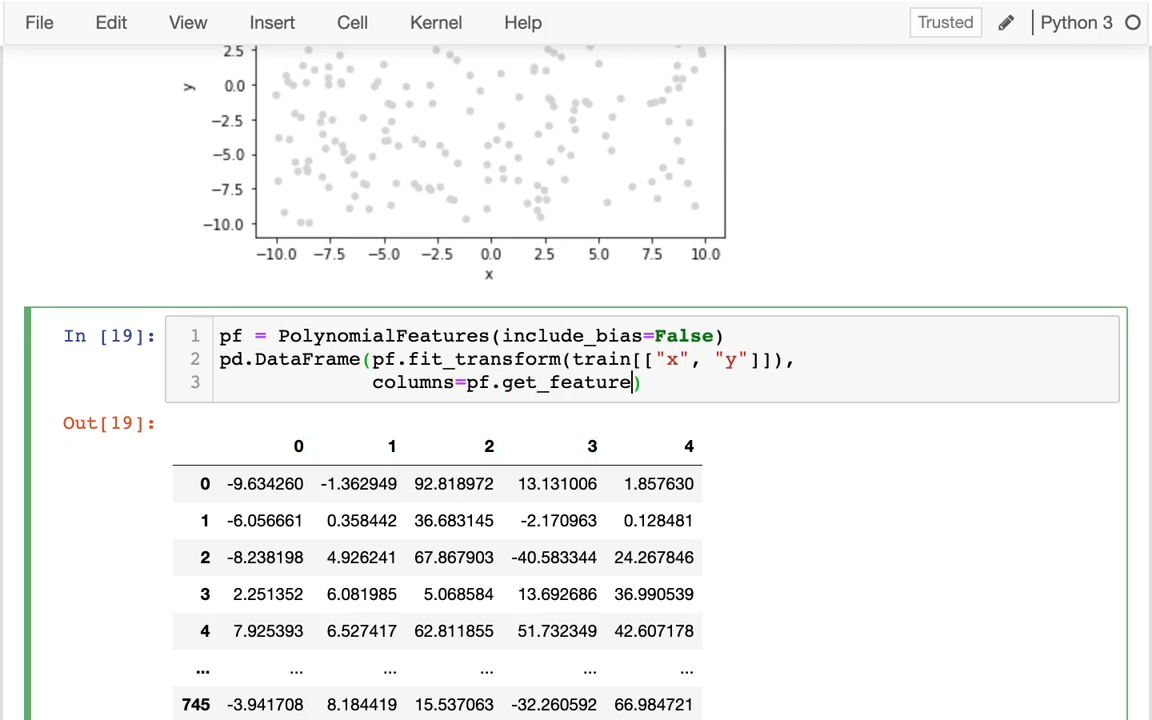 File Edit View Insert Cell Kernel Help Trusted Python 3
2.5
0.0
y
−2.5
−5.0
−7.5
−10.0
−10.0 −7.5 −5.0 −2.5 0.0 2.5 5.0 7.5 10.0
x
In [19]:
1 pf = PolynomialFeatures(include_bias=False)
2 pd.DataFrame(pf.fit_transform(train[["x", "y"]]),
3 columns=pf.get_feature)
Out[19]:
0 1 2 3 4
0 -9.634260 -1.362949 92.818972 13.131006 1.857630
1 -6.056661 0.358442 36.683145 -2.170963 0.128481
2 -8.238198 4.926241 67.867903 -40.583344 24.267846
3 2.251352 6.081985 5.068584 13.692686 36.990539
4 7.925393 6.527417 62.811855 51.732349 42.607178
... ... ... ... ... ...
745 -3.941708 8.184419 15.537063 -32.260592 66.984721